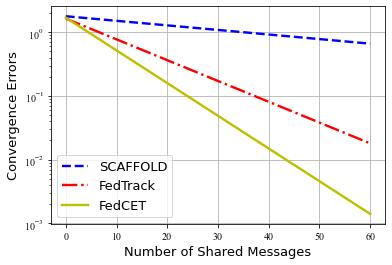 Convergence Errors
10⁰
10⁻¹
10⁻²
10⁻³
SCAFFOLD
FedTrack
FedCET
0 10 20 30 40 50 60
Number of Shared Messages